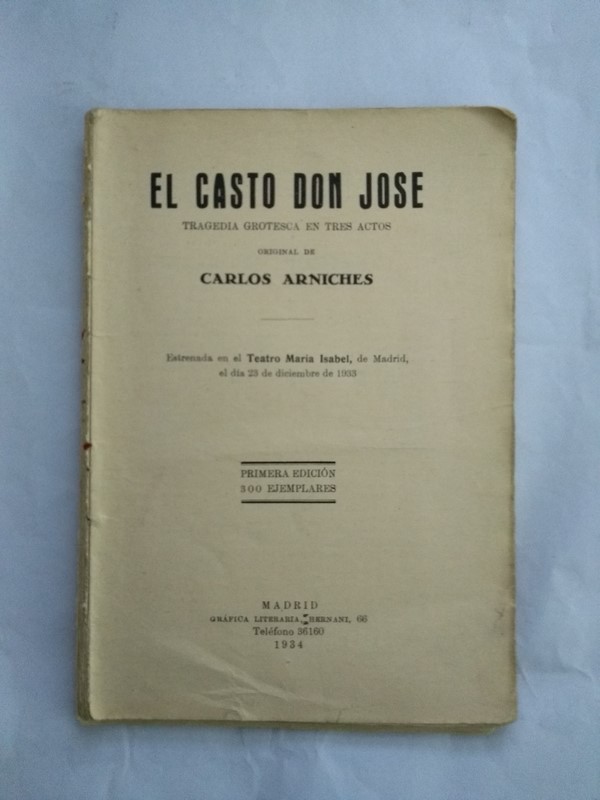 EL CASTO DON JOSE
TRAGEDIA GROTESCA EN TRES ACTOS
ORIGINAL DE
CARLOS ARNICHES
Estrenada en el Teatro María Isabel, de Madrid,
el día 23 de diciembre de 1933
PRIMERA EDICIÓN
300 EJEMPLARES
MADRID
GRÁFICA LITERARIA, HERNANI, 66
Teléfono 36160
1934